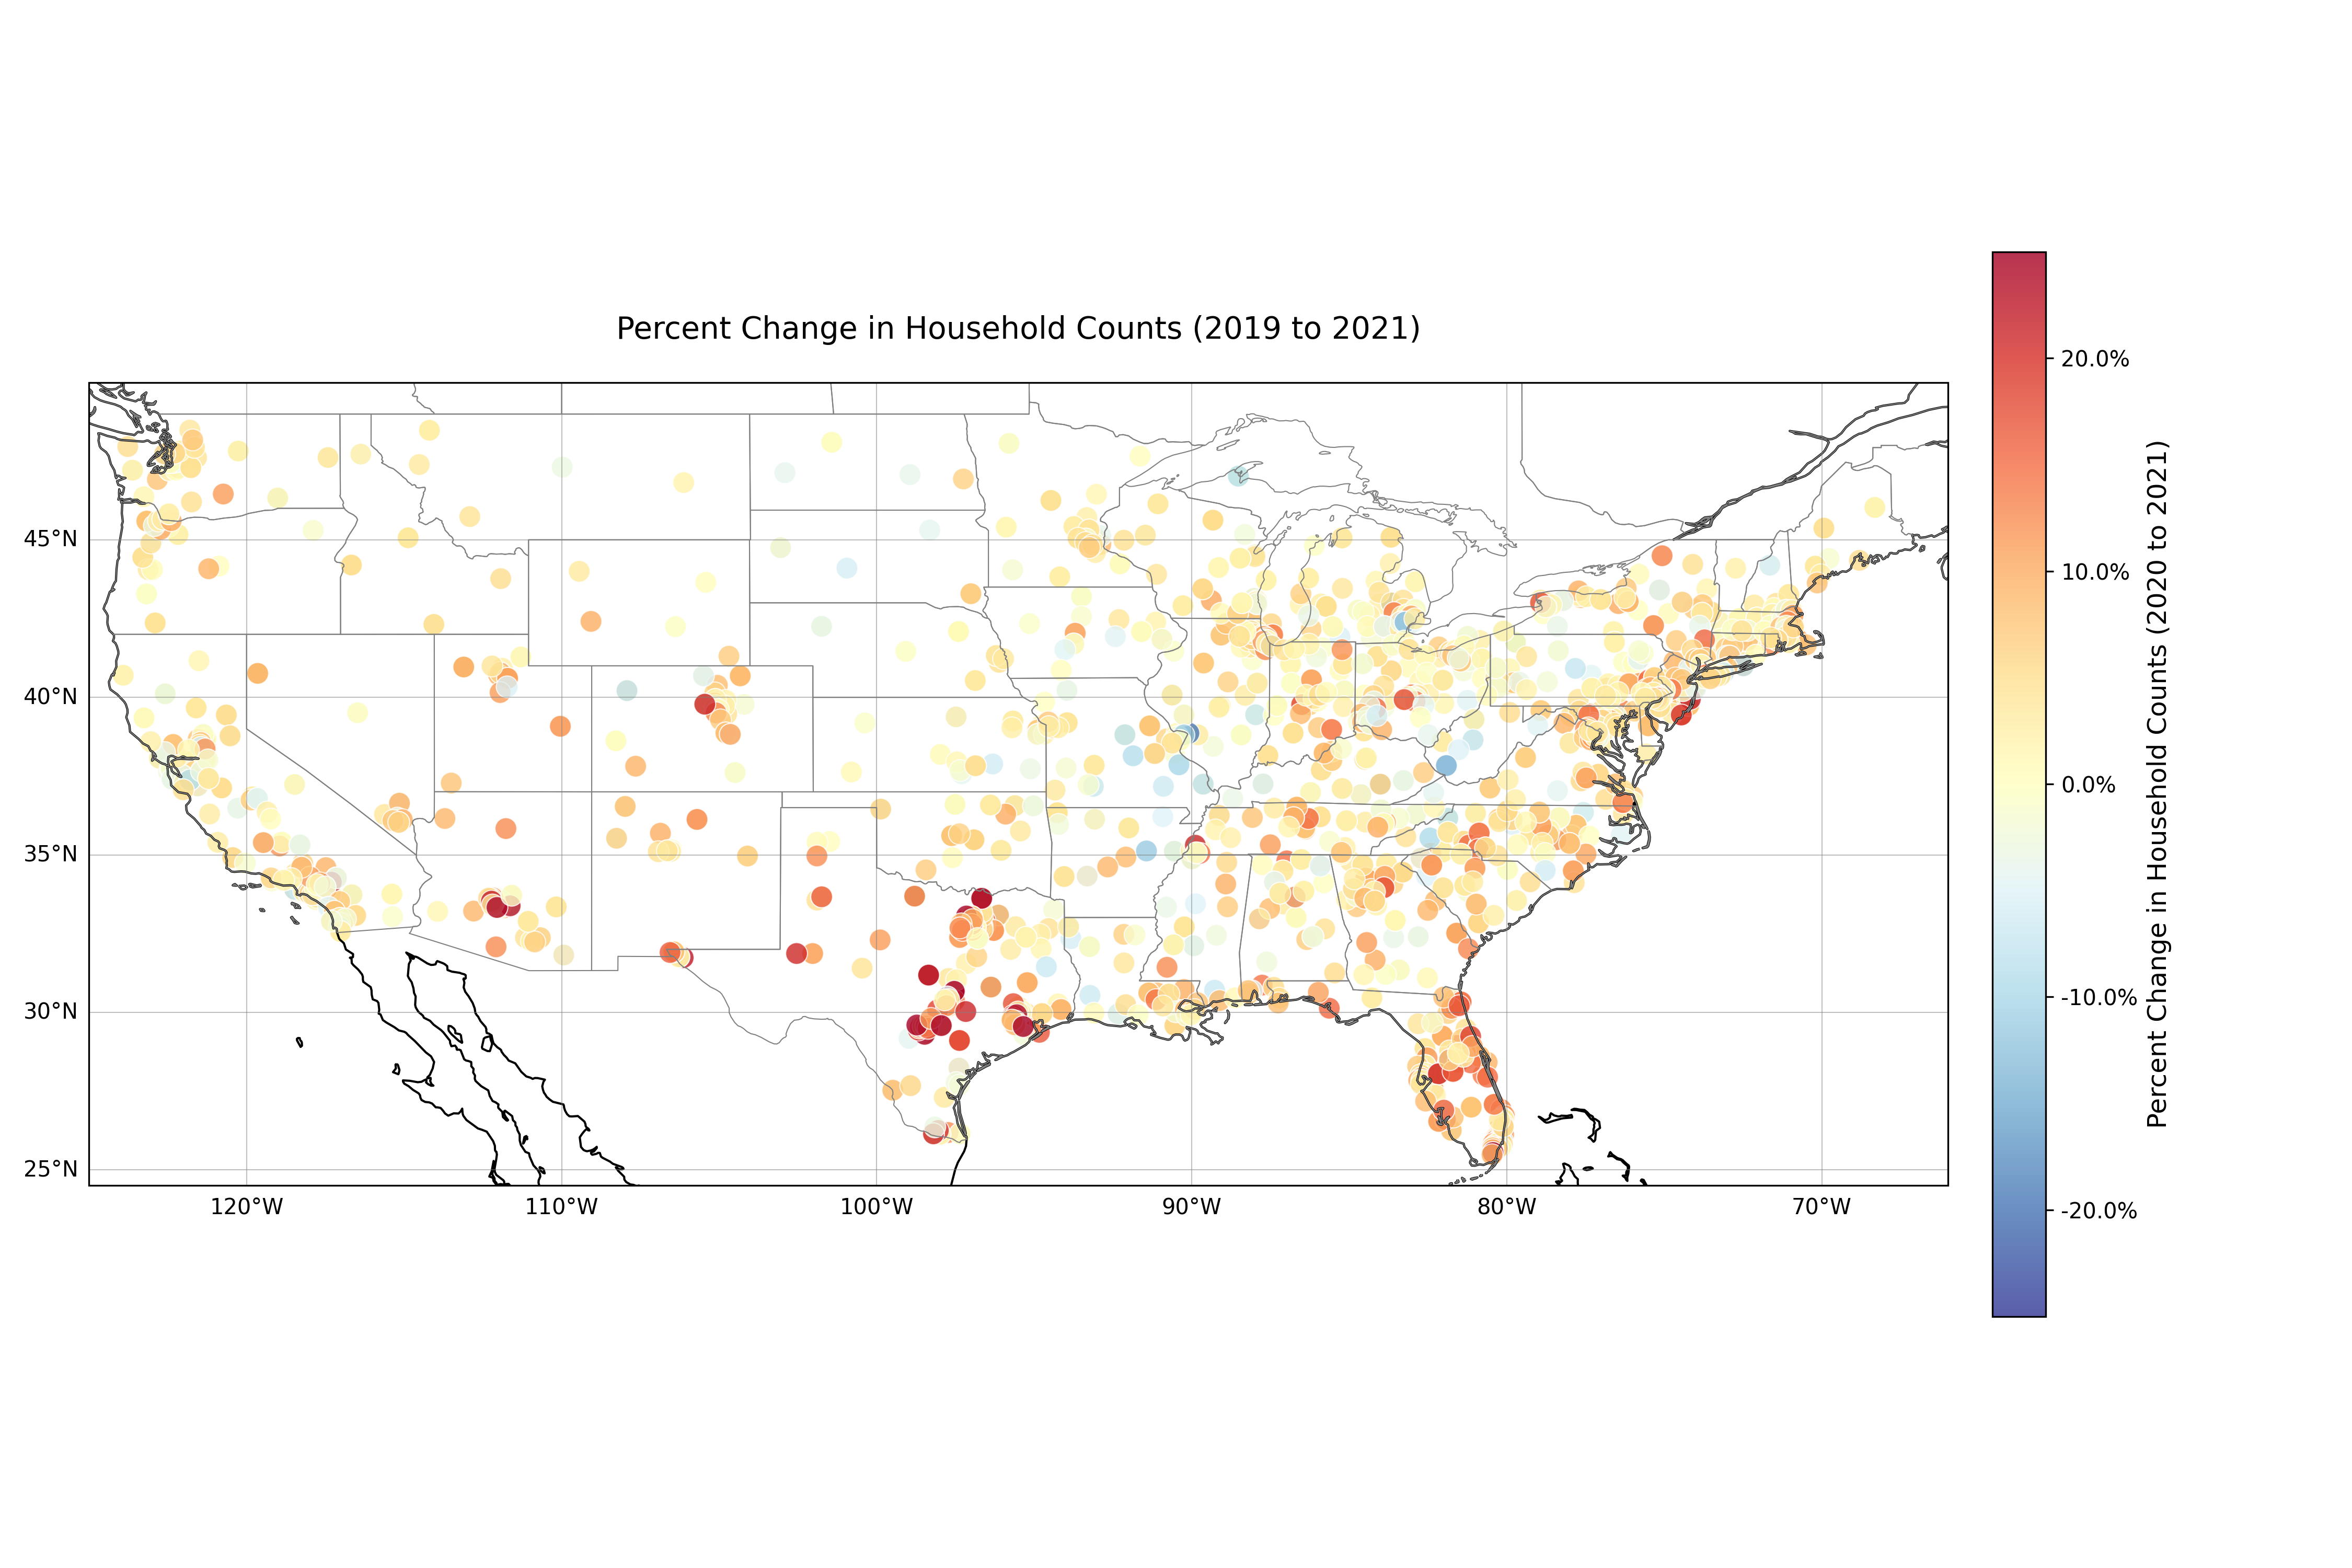 Percent Change in Household Counts (2019 to 2021)
45°N
40°N
35°N
30°N
25°N
120°W
110°W
100°W
90°W
80°W
70°W
20.0%
10.0%
0.0%
-10.0%
-20.0%
Percent Change in Household Counts (2020 to 2021)